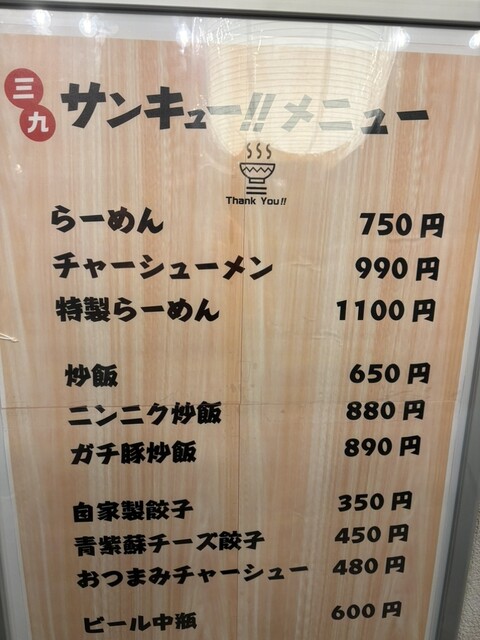 三九 サンキュー!! メニュー
Thank You!!
らーめん 750円
チャーシューメン 990円
特製らーめん 1100円
炒飯 650円
ニンニク炒飯 880円
ガチ豚炒飯 890円
自家製餃子 350円
青紫蘇チーズ餃子 450円
おつまみチャーシュー 480円
ビール中瓶 600円